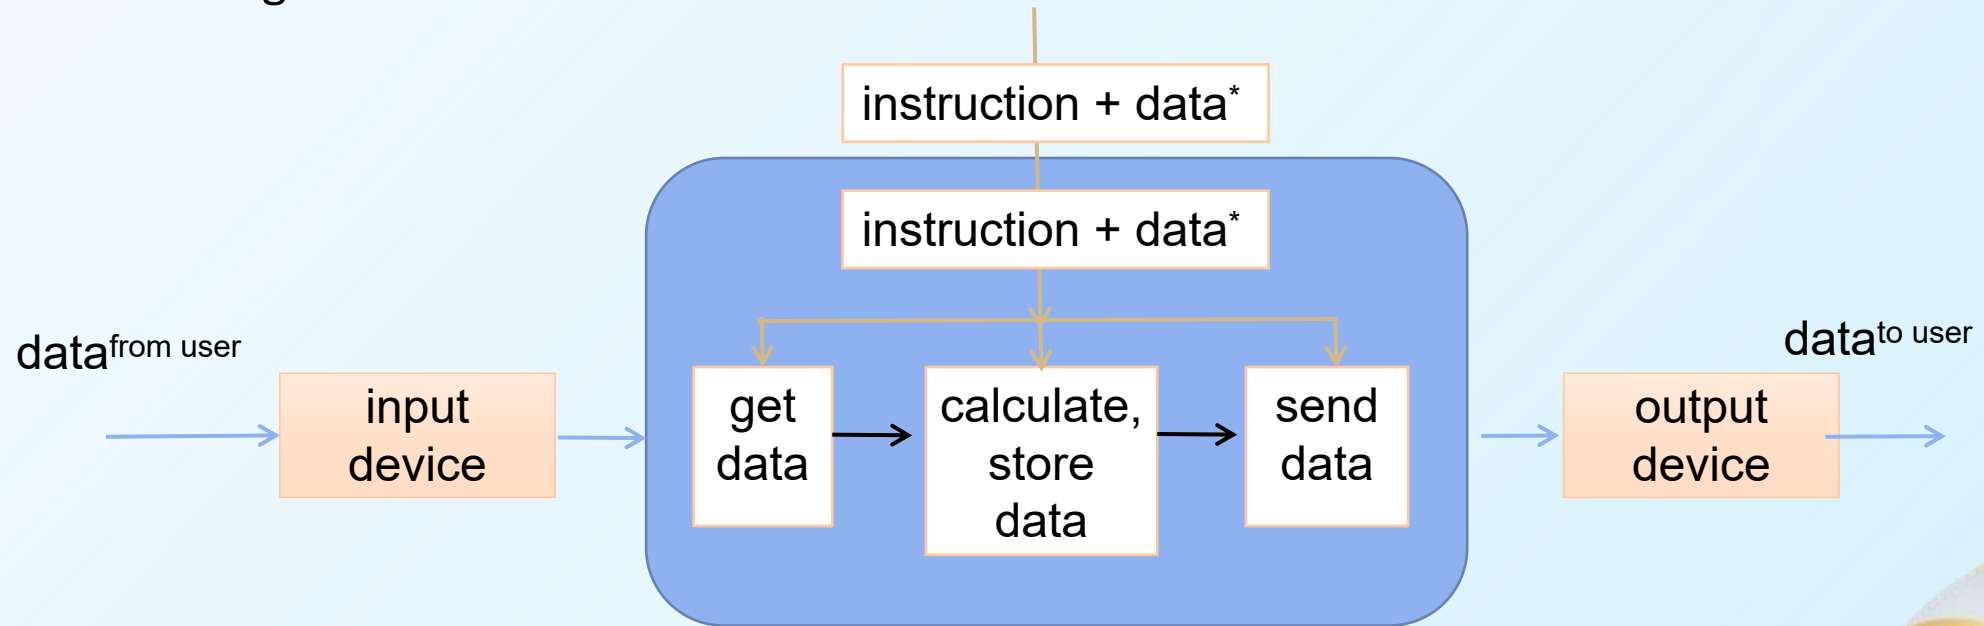 instruction + data*
instruction + data*
data from user
data to user
input
device
get
data
calculate,
store
data
send
data
output
device